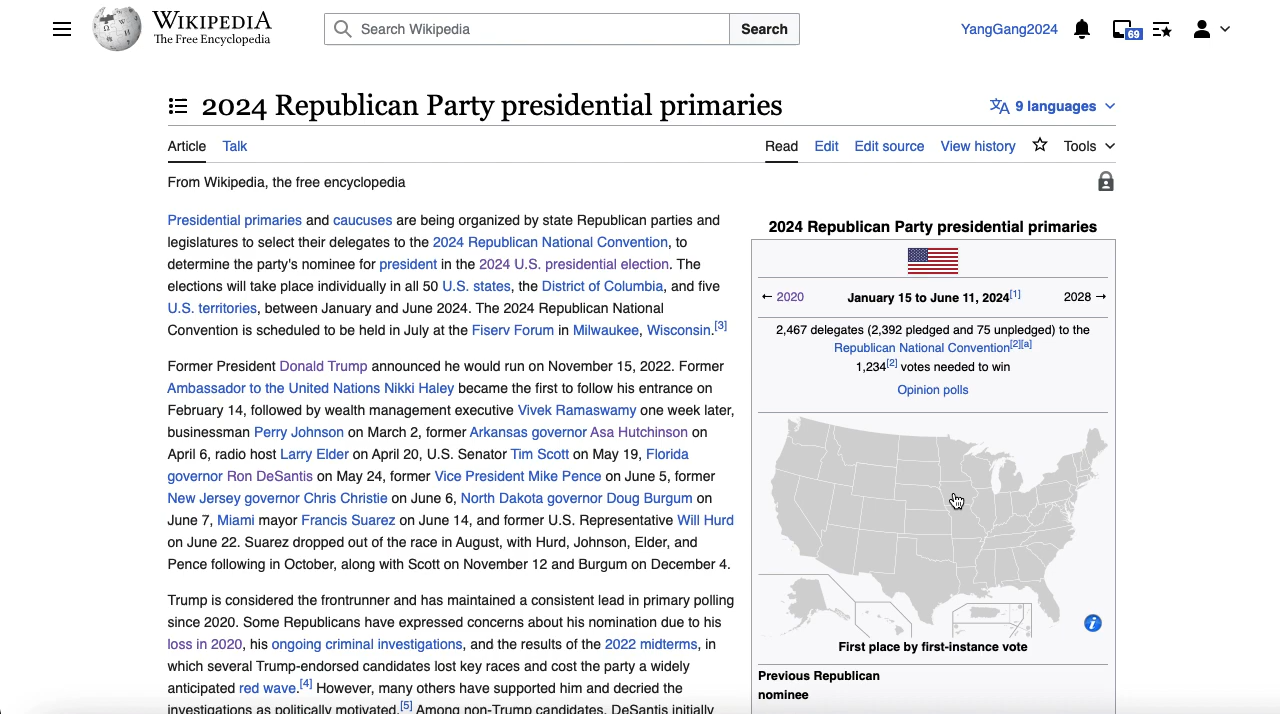 WIKIPEDIA
The Free Encyclopedia
Search Wikipedia
Search
YangGang2024
69
2024 Republican Party presidential primaries
9 languages
Article Talk
Read Edit Edit source View history Tools
From Wikipedia, the free encyclopedia
Presidential primaries and caucuses are being organized by state Republican parties and
legislatures to select their delegates to the 2024 Republican National Convention, to
determine the party's nominee for president in the 2024 U.S. presidential election. The
elections will take place individually in all 50 U.S. states, the District of Columbia, and five
U.S. territories, between January and June 2024. The 2024 Republican National
Convention is scheduled to be held in July at the Fiserv Forum in Milwaukee, Wisconsin.[3]
Former President Donald Trump announced he would run on November 15, 2022. Former
Ambassador to the United Nations Nikki Haley became the first to follow his entrance on
February 14, followed by wealth management executive Vivek Ramaswamy one week later,
businessman Perry Johnson on March 2, former Arkansas governor Asa Hutchinson on
April 6, radio host Larry Elder on April 20, U.S. Senator Tim Scott on May 19, Florida
governor Ron DeSantis on May 24, former Vice President Mike Pence on June 5, former
New Jersey governor Chris Christie on June 6, North Dakota governor Doug Burgum on
June 7, Miami mayor Francis Suarez on June 14, and former U.S. Representative Will Hurd
on June 22. Suarez dropped out of the race in August, with Hurd, Johnson, Elder, and
Pence following in October, along with Scott on November 12 and Burgum on December 4.
Trump is considered the frontrunner and has maintained a consistent lead in primary polling
since 2020. Some Republicans have expressed concerns about his nomination due to his
loss in 2020, his ongoing criminal investigations, and the results of the 2022 midterms, in
which several Trump-endorsed candidates lost key races and cost the party a widely
anticipated red wave.[4] However, many others have supported him and decried the
investigations as politically motivated.[5] Among non-Trump candidates, DeSantis initially
2024 Republican Party presidential primaries
← 2020
January 15 to June 11, 2024[1]
2028 →
2,467 delegates (2,392 pledged and 75 unpledged) to the
Republican National Convention[2][a]
1,234[2] votes needed to win
Opinion polls
i
First place by first-instance vote
Previous Republican
nominee